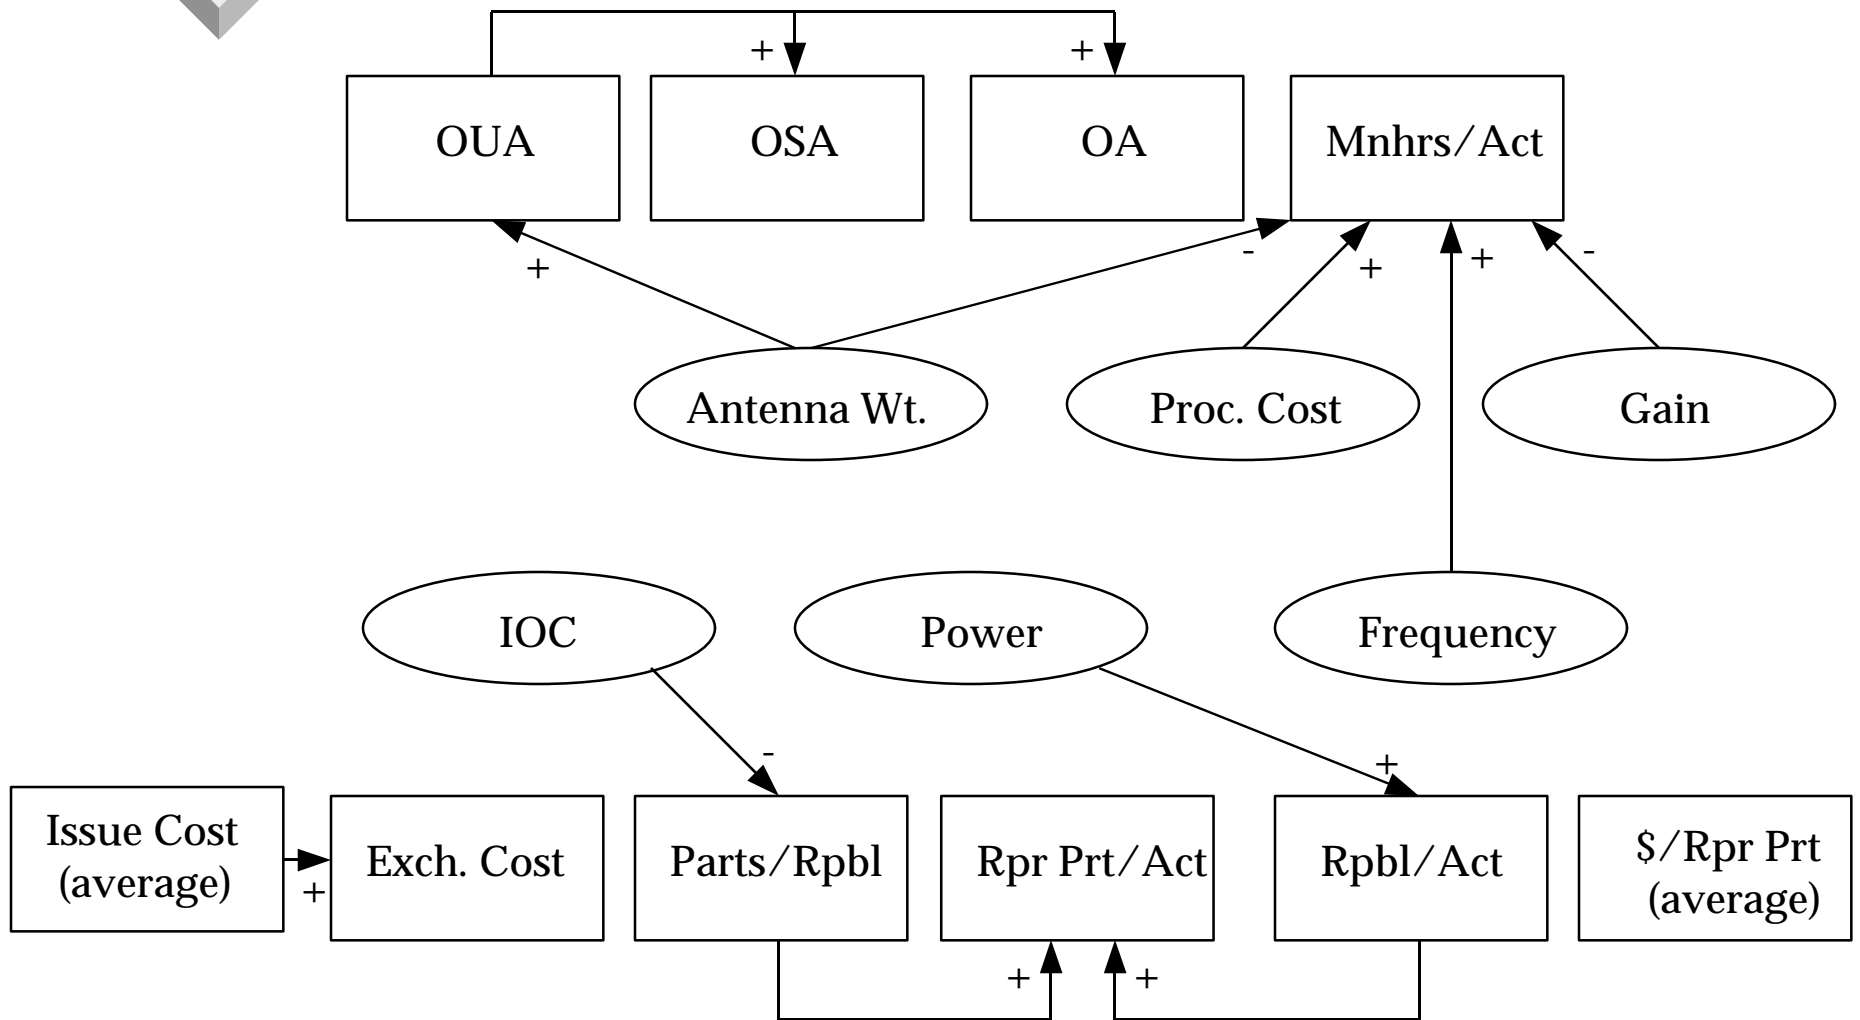 + +
OUA OSA OA Mnhrs/Act
+ - + + -
Antenna Wt. Proc. Cost Gain
IOC Power Frequency
- +
Issue Cost
(average)
+
Exch. Cost Parts/Rpbl Rpr Prt/Act Rpbl/Act
$/Rpr Prt
(average)
+ +